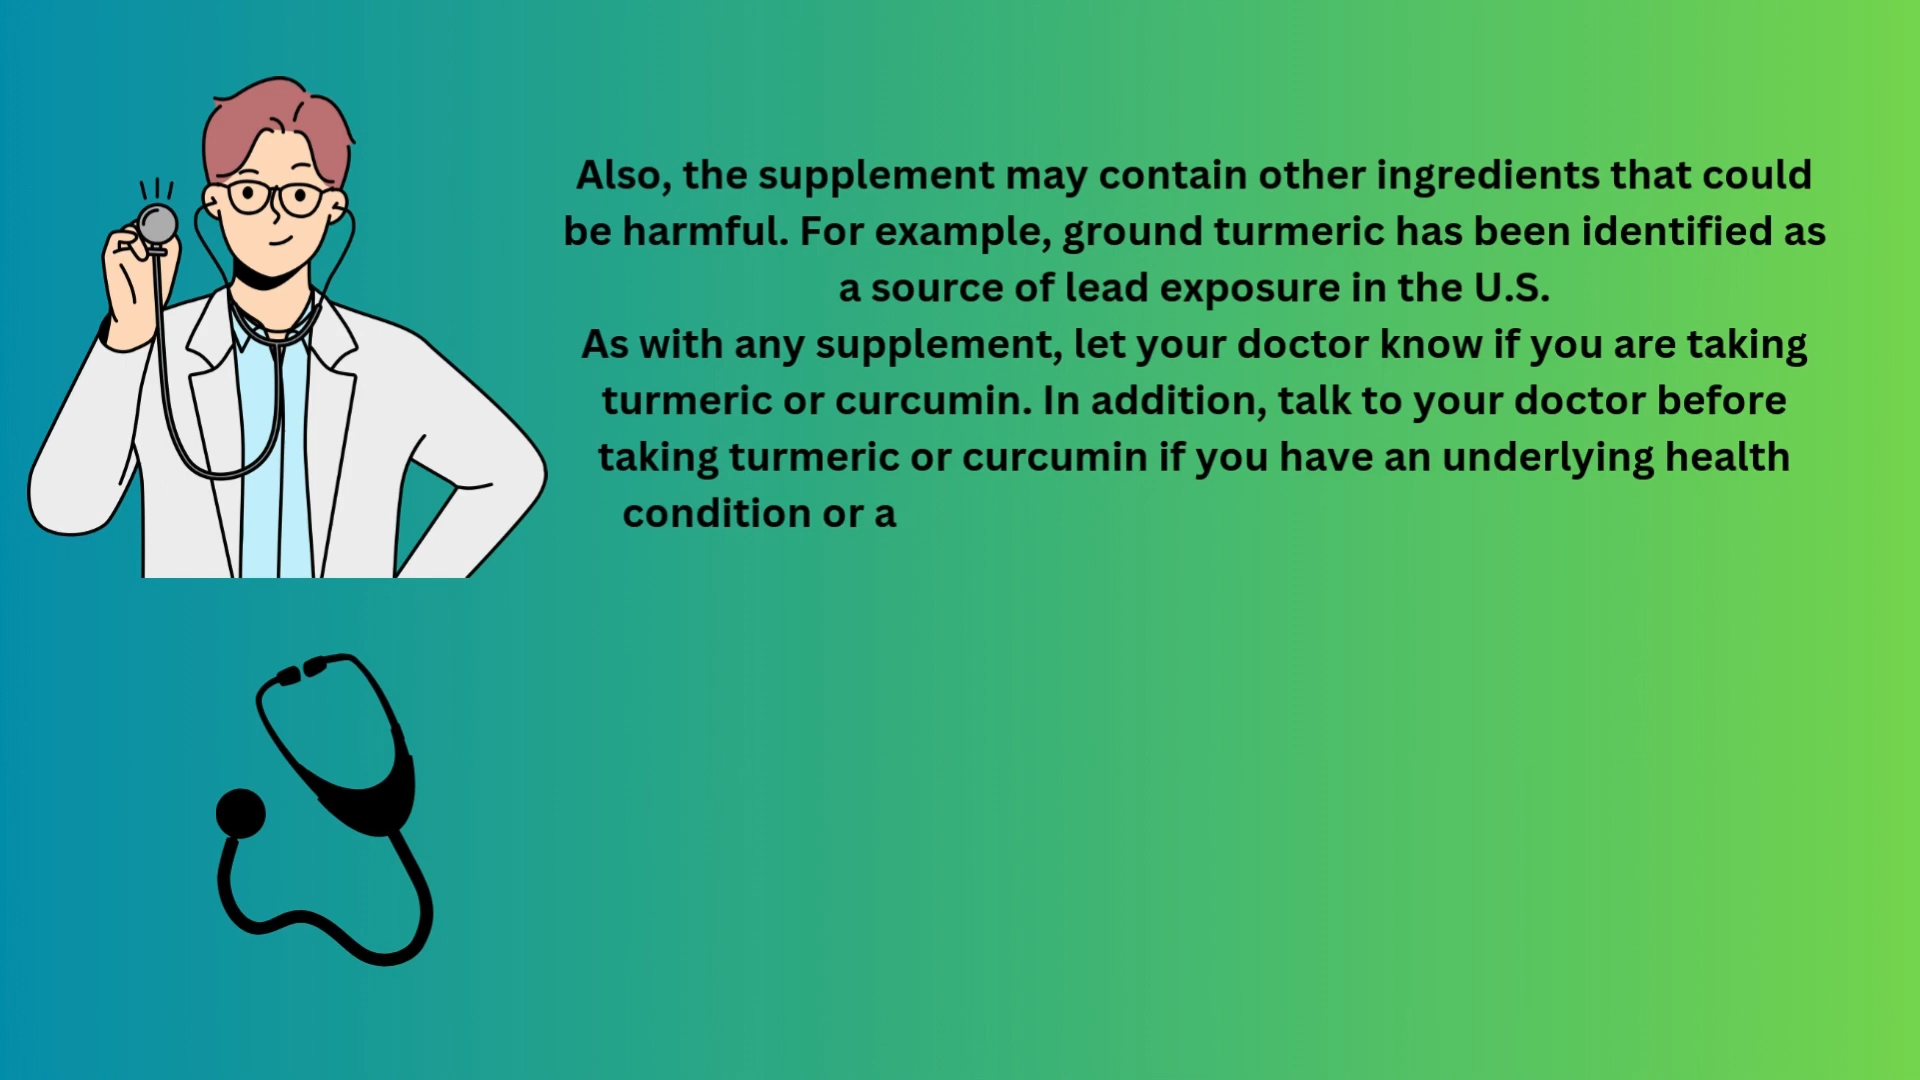 Also, the supplement may contain other ingredients that could
be harmful. For example, ground turmeric has been identified as
a source of lead exposure in the U.S.
As with any supplement, let your doctor know if you are taking
turmeric or curcumin. In addition, talk to your doctor before
taking turmeric or curcumin if you have an underlying health
condition or a